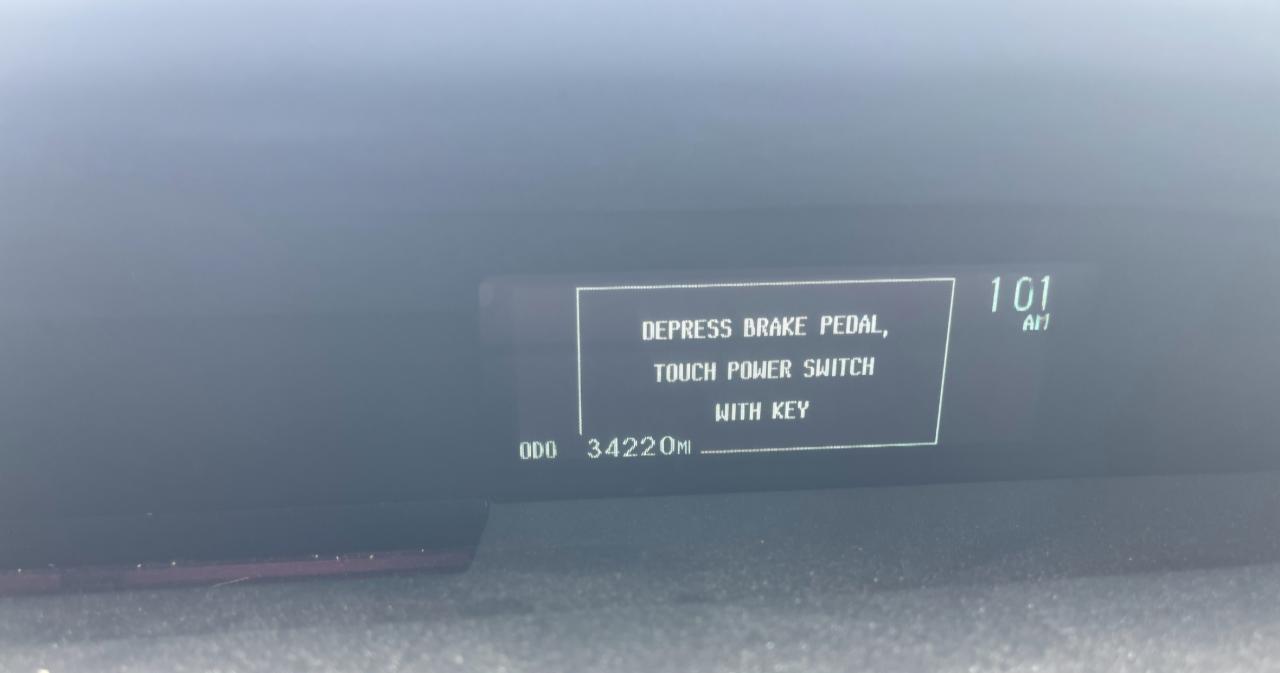 DEPRESS BRAKE PEDAL,
TOUCH POWER SWITCH
WITH KEY
101
AM
ODO 34220MI